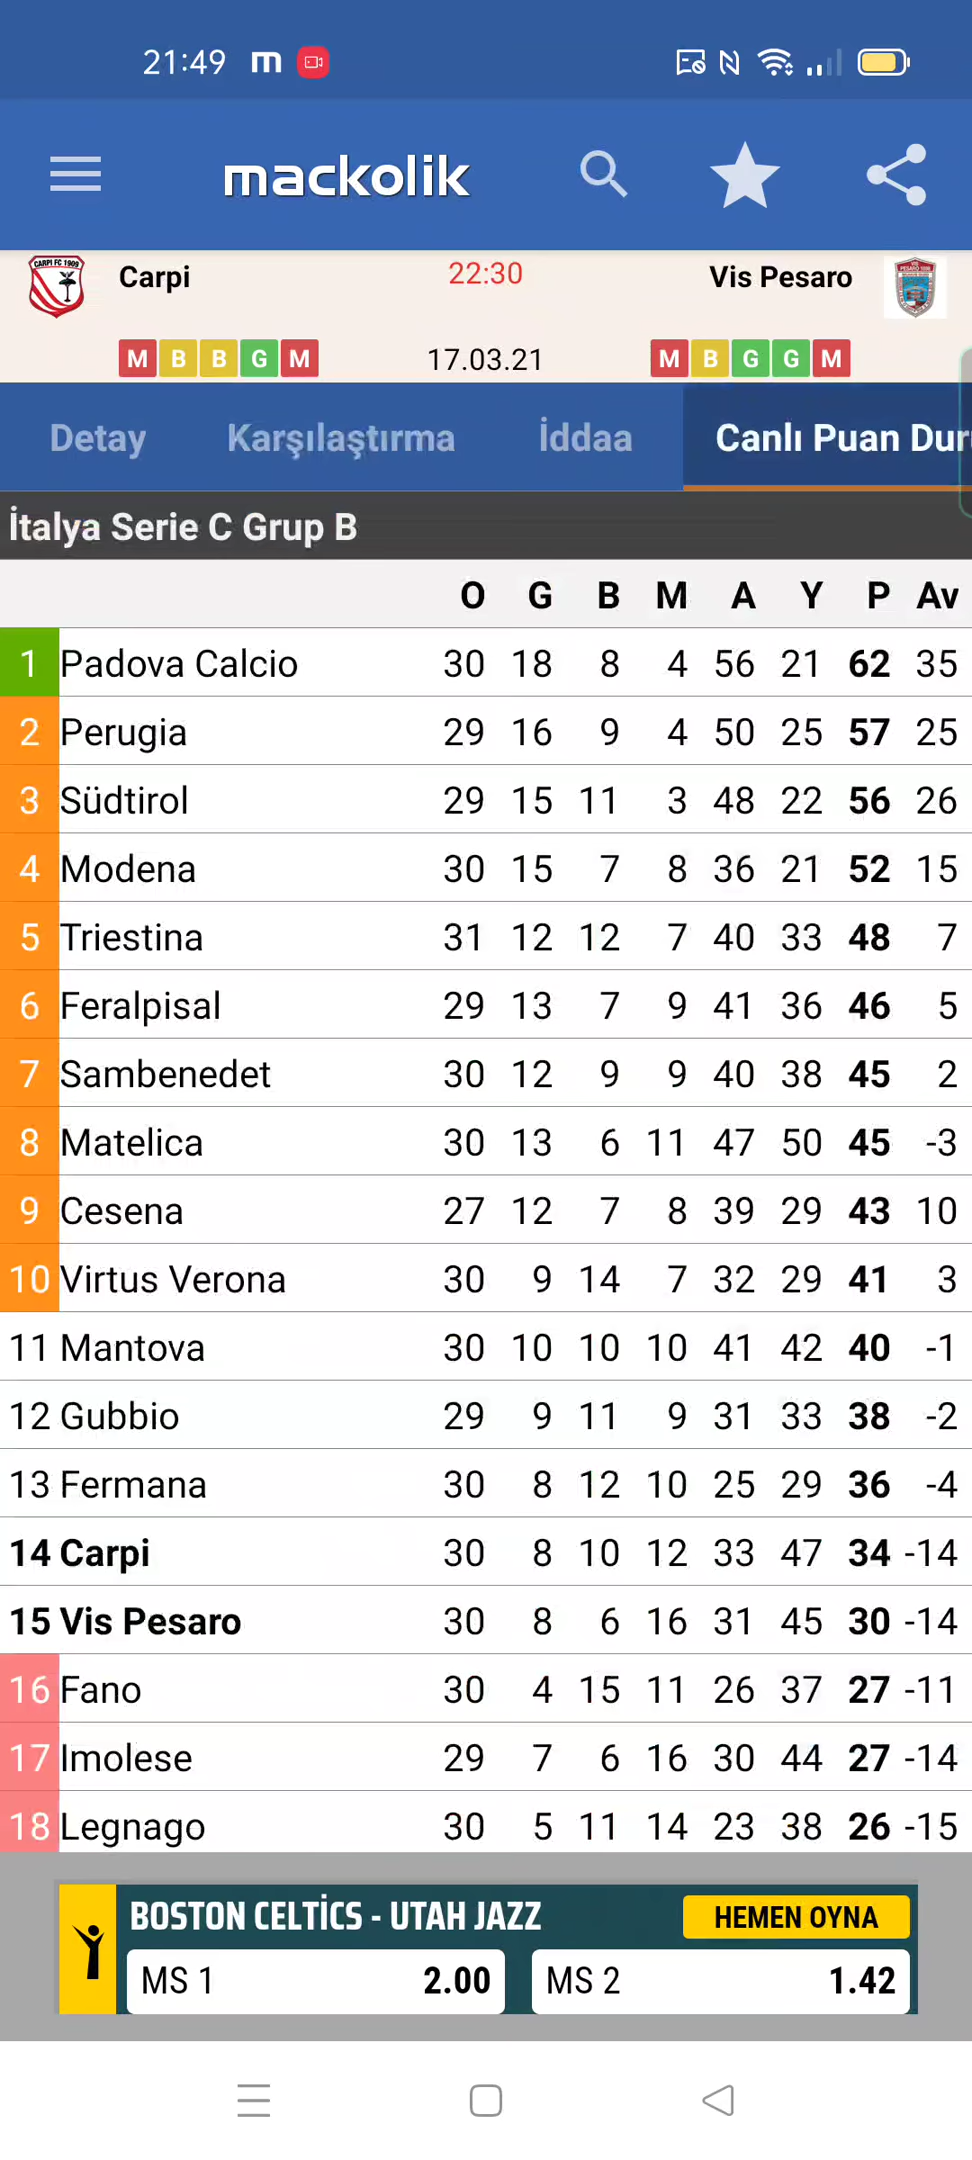 21:49 m
mackolik
CARPI FC 1909 Carpi 22:30 Vis Pesaro
M B B G M 17.03.21 M B G G M
Detay Karşılaştırma İddaa Canlı Puan Dur
İtalya Serie C Grup B
O G B M A Y P Av
1 Padova Calcio 30 18 8 4 56 21 62 35
2 Perugia 29 16 9 4 50 25 57 25
3 Südtirol 29 15 11 3 48 22 56 26
4 Modena 30 15 7 8 36 21 52 15
5 Triestina 31 12 12 7 40 33 48 7
6 Feralpisal 29 13 7 9 41 36 46 5
7 Sambenedet 30 12 9 9 40 38 45 2
8 Matelica 30 13 6 11 47 50 45 -3
9 Cesena 27 12 7 8 39 29 43 10
10 Virtus Verona 30 9 14 7 32 29 41 3
11 Mantova 30 10 10 10 41 42 40 -1
12 Gubbio 29 9 11 9 31 33 38 -2
13 Fermana 30 8 12 10 25 29 36 -4
14 Carpi 30 8 10 12 33 47 34 -14
15 Vis Pesaro 30 8 6 16 31 45 30 -14
16 Fano 30 4 15 11 26 37 27 -11
17 Imolese 29 7 6 16 30 44 27 -14
18 Legnago 30 5 11 14 23 38 26 -15
BOSTON CELTİCS - UTAH JAZZ HEMEN OYNA
MS 1 2.00 MS 2 1.42